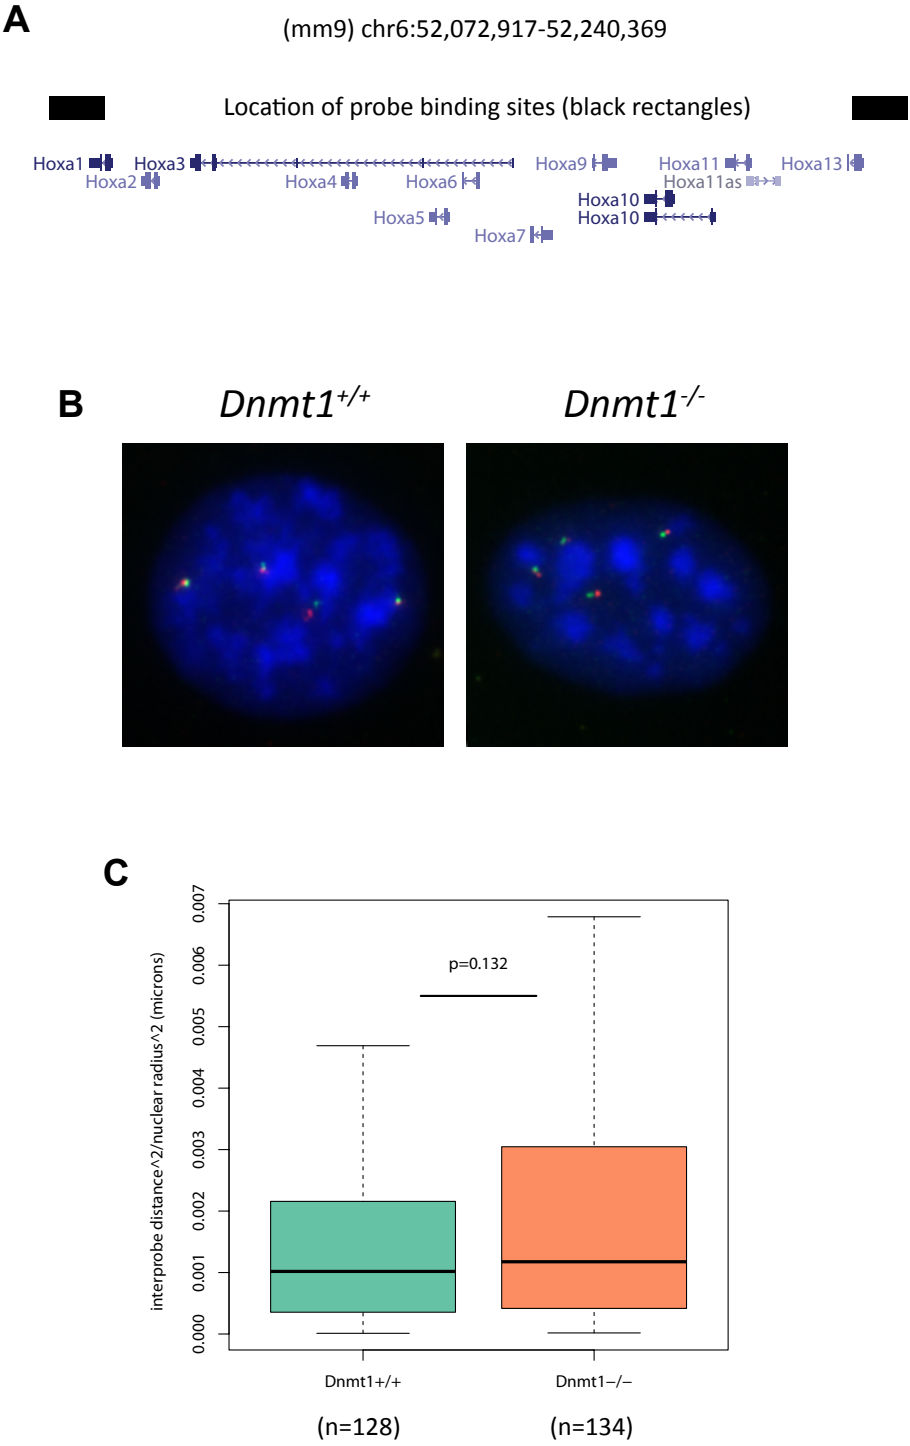 A
(mm9) chr6:52,072,917-52,240,369
Location of probe binding sites (black rectangles)
Hoxa1 Hoxa3 Hoxa9 Hoxa11 Hoxa13
Hoxa2 Hoxa4 Hoxa6 Hoxa11as
Hoxa10
Hoxa5 Hoxa10
Hoxa7
B
Dnmt1+/+ Dnmt1-/-
C
interprobe distance^2/nuclear radius^2 (microns)
0.007
0.006
0.005
0.004
0.003
0.002
0.001
0.000
p=0.132
Dnmt1+/+ Dnmt1−/−
(n=128) (n=134)